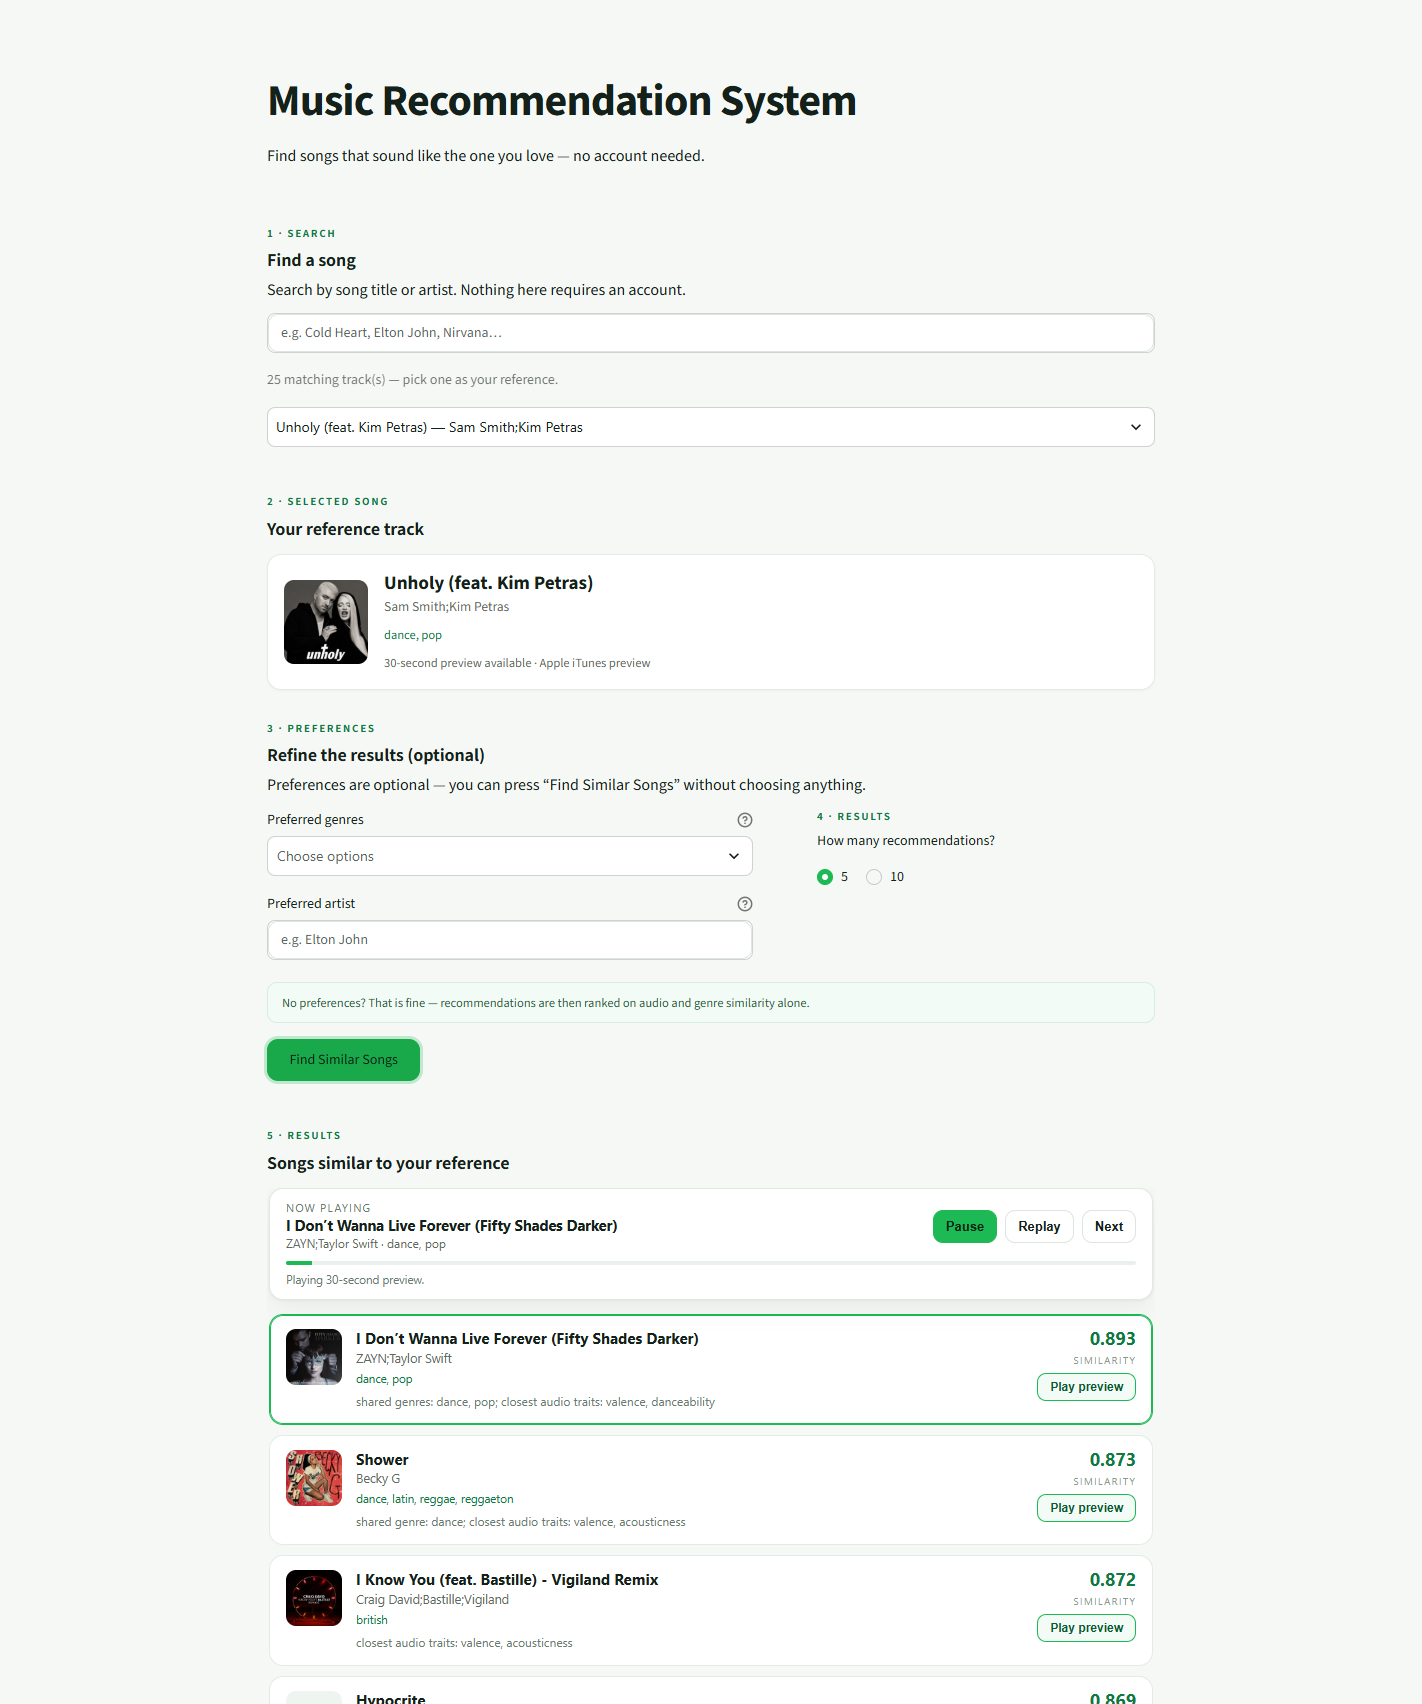 Music Recommendation System
Find songs that sound like the one you love — no account needed.
1 · SEARCH
Find a song
Search by song title or artist. Nothing here requires an account.
e.g. Cold Heart, Elton John, Nirvana…
25 matching track(s) — pick one as your reference.
Unholy (feat. Kim Petras) — Sam Smith;Kim Petras
2 · SELECTED SONG
Your reference track
unholy
Unholy (feat. Kim Petras)
Sam Smith;Kim Petras
dance, pop
30-second preview available · Apple iTunes preview
3 · PREFERENCES
Refine the results (optional)
Preferences are optional — you can press “Find Similar Songs” without choosing anything.
Preferred genres
Choose options
Preferred artist
e.g. Elton John
4 · RESULTS
How many recommendations?
5 10
No preferences? That is fine — recommendations are then ranked on audio and genre similarity alone.
Find Similar Songs
5 · RESULTS
Songs similar to your reference
NOW PLAYING
I Don’t Wanna Live Forever (Fifty Shades Darker)
ZAYN;Taylor Swift · dance, pop
Pause Replay Next
Playing 30-second preview.
I Don’t Wanna Live Forever (Fifty Shades Darker)
ZAYN;Taylor Swift
dance, pop
shared genres: dance, pop; closest audio traits: valence, danceability
0.893
SIMILARITY
Play preview
Shower
Becky G
dance, latin, reggae, reggaeton
shared genre: dance; closest audio traits: valence, acousticness
0.873
SIMILARITY
Play preview
I Know You (feat. Bastille) - Vigiland Remix
Craig David;Bastille;Vigiland
british
closest audio traits: valence, acousticness
0.872
SIMILARITY
Play preview
Hypocrite
0.869